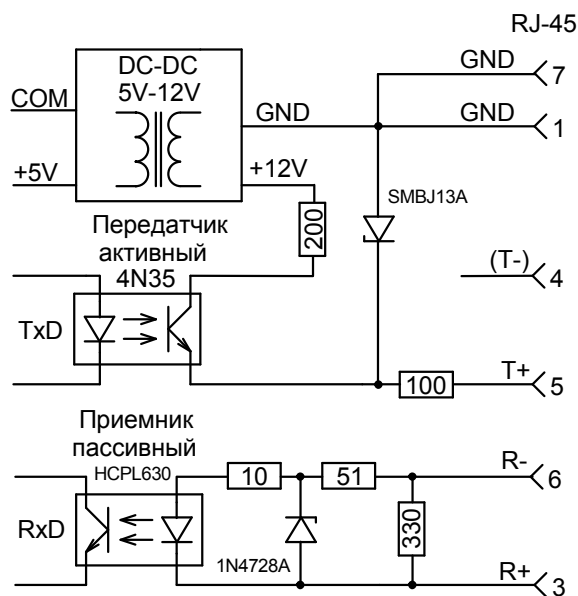 RJ-45
DC-DC
5V-12V
COM
+5V
GND
+12V
GND
7
GND
1
SMBJ13A
200
Передатчик
активный
4N35
TxD
(T-)
4
100
T+
5
Приемник
пассивный
HCPL630
RxD
10
51
R-
6
330
1N4728A
R+
3